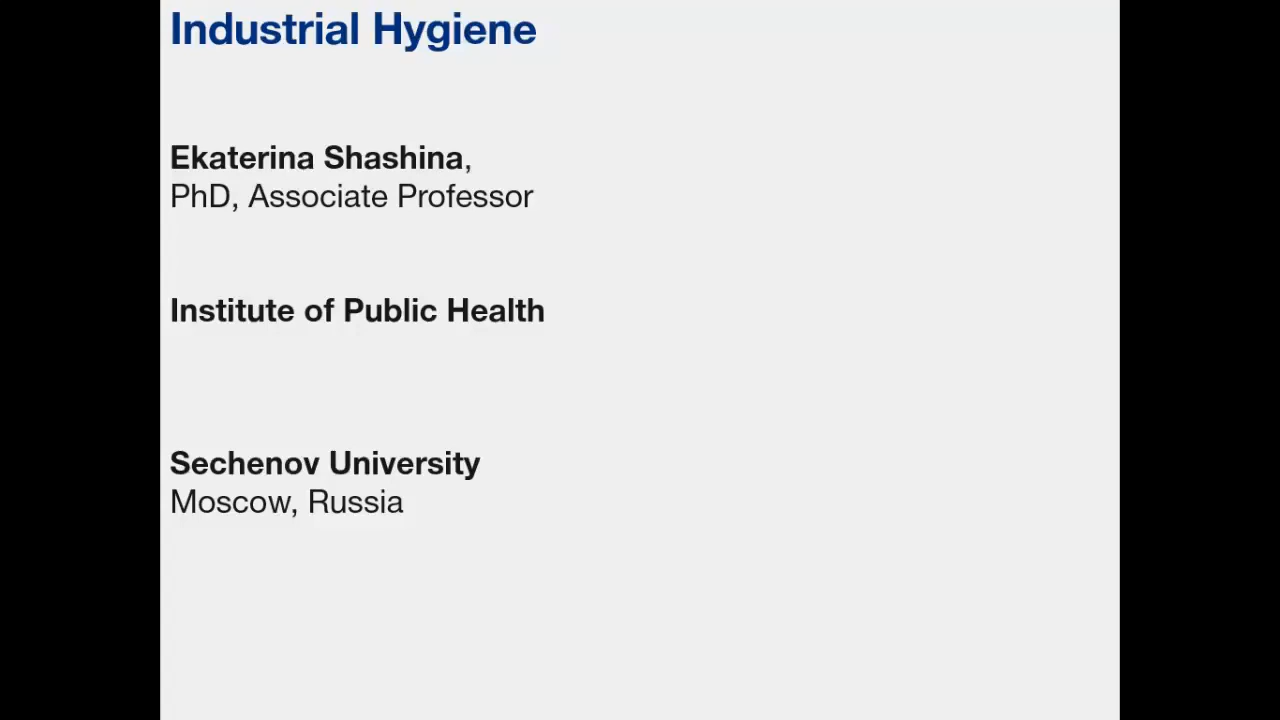 Industrial Hygiene
Ekaterina Shashina,
PhD, Associate Professor
Institute of Public Health
Sechenov University
Moscow, Russia